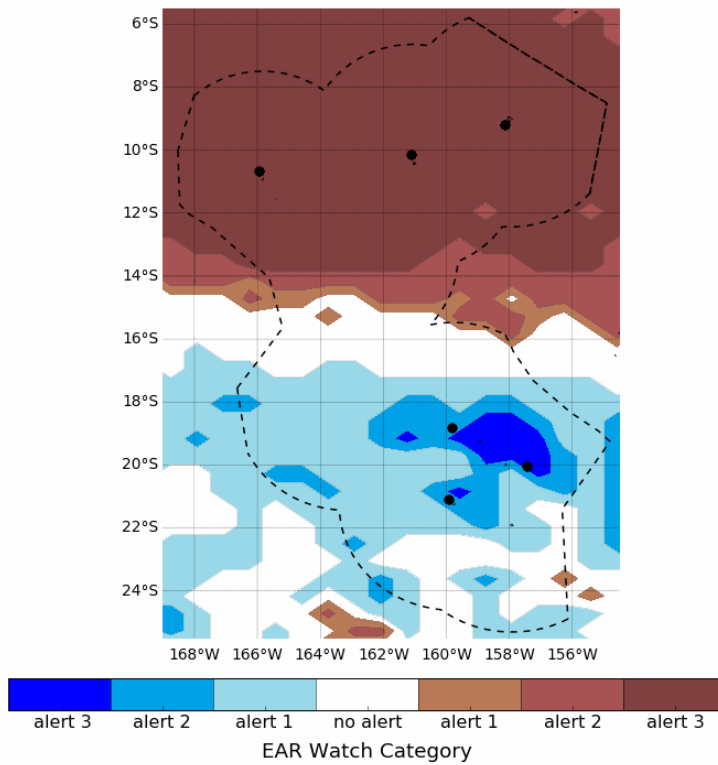 6°S
8°S
10°S
12°S
14°S
16°S
18°S
20°S
22°S
24°S
168°W 166°W 164°W 162°W 160°W 158°W 156°W
alert 3 alert 2 alert 1 no alert alert 1 alert 2 alert 3
EAR Watch Category